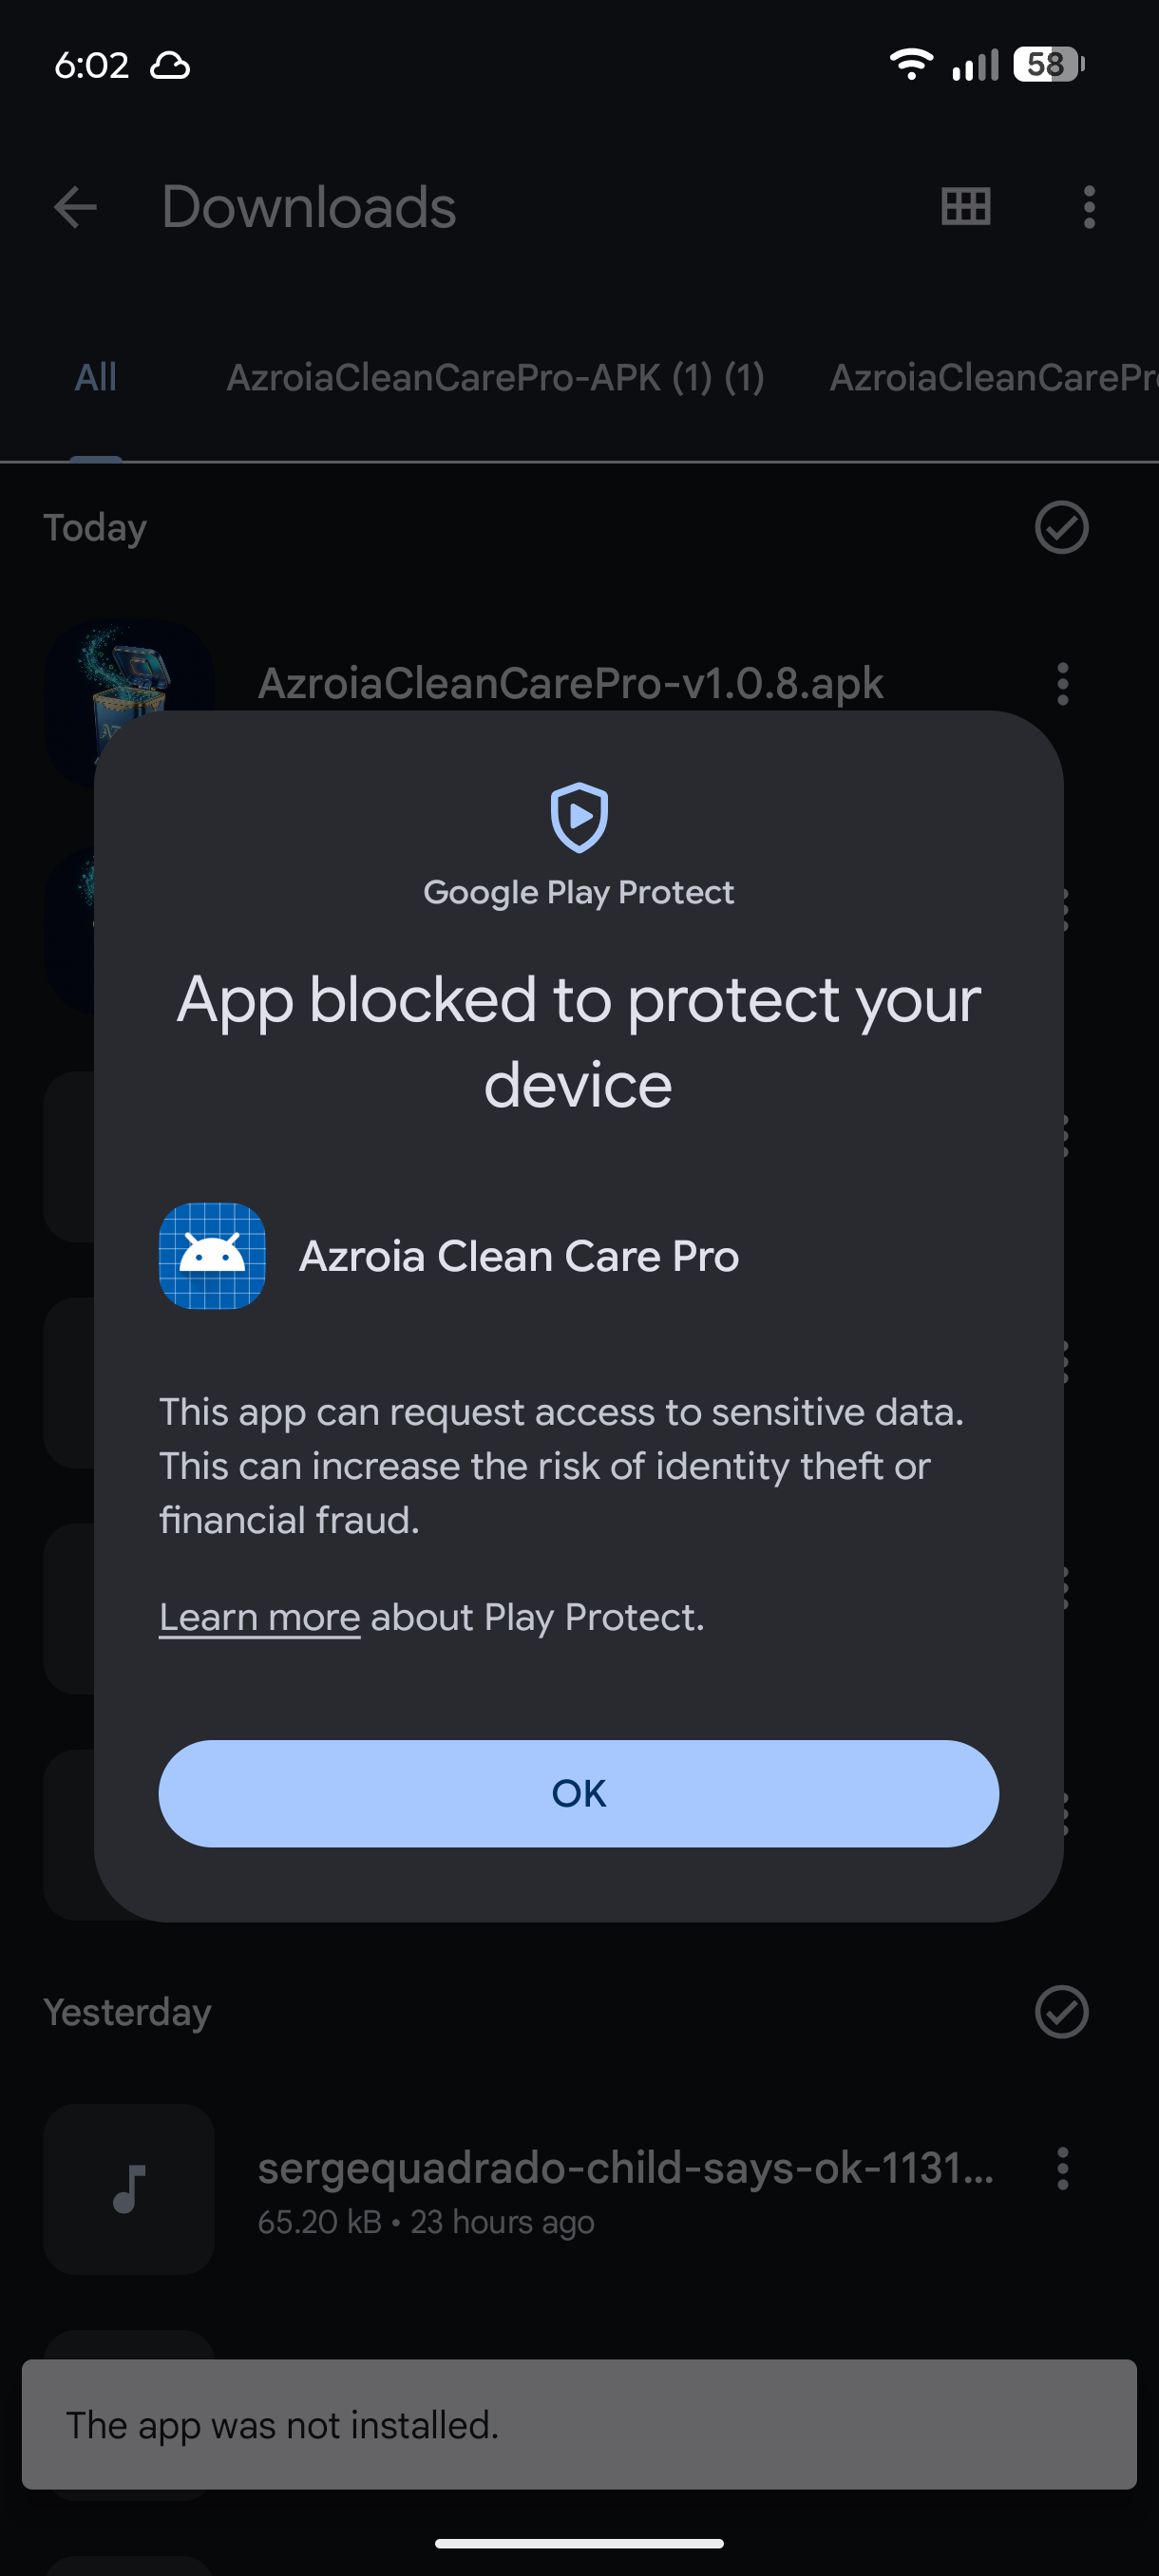 6:02
58
Downloads
All
AzroiaCleanCarePro-APK (1) (1)
AzroiaCleanCarePro
Today
AzroiaCleanCarePro-v1.0.8.apk
Google Play Protect
App blocked to protect your
device
Azroia Clean Care Pro
This app can request access to sensitive data.
This can increase the risk of identity theft or
financial fraud.
Learn more about Play Protect.
OK
Yesterday
sergequadrado-child-says-ok-1131...
65.20 kB • 23 hours ago
The app was not installed.